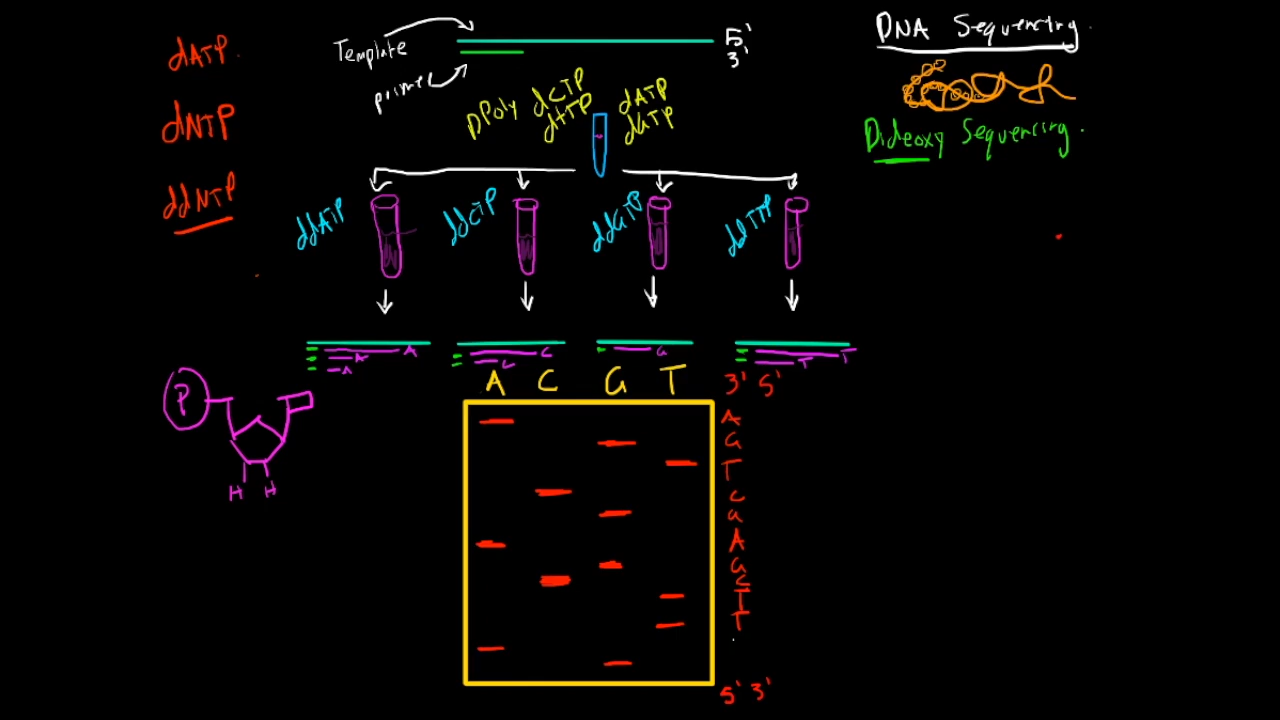 DNA Sequencing.
Dideoxy Sequencing.
dATP.
dNTP
ddNTP
Template
primer
5'
3'
DPoly dCTP dATP
dTTP dGTP
ddATP ddCTP ddGTP ddTTP
A C G T
A C T T
A C
A
P
H H
A C G T 3' 5'
A
G
T
C
G
A
G
C
T
T
5' 3'